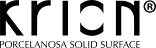 KRION®
PORCELANOSA SOLID SURFACE